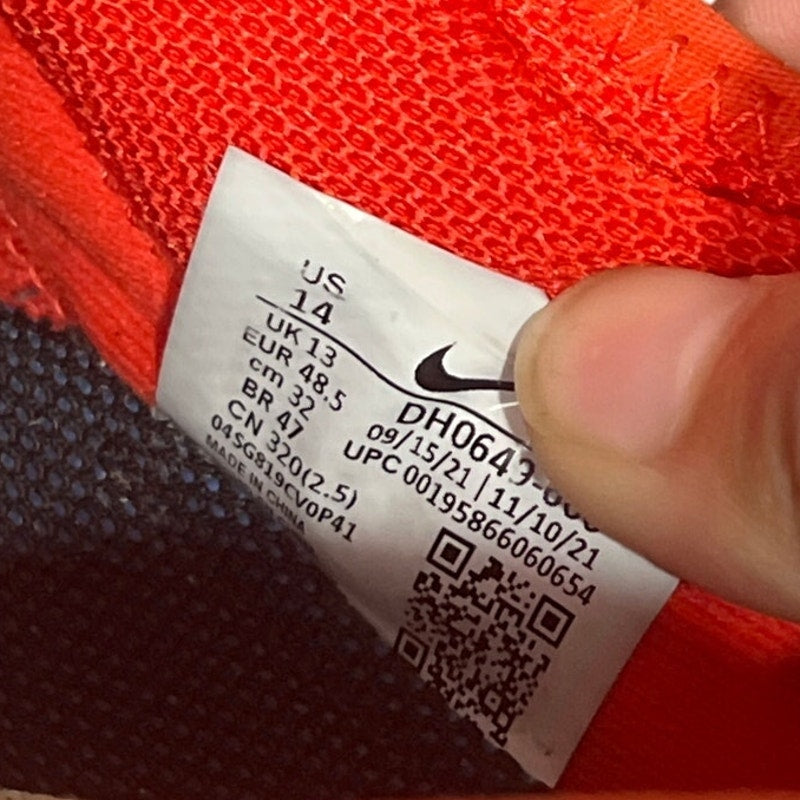 US
14
UK 13
EUR 48.5
cm 32
BR 47
CN 320(2.5)
04SG819CV0P41
MADE IN CHINA
09/15/21 | 11/10/21
UPC 00195866060654